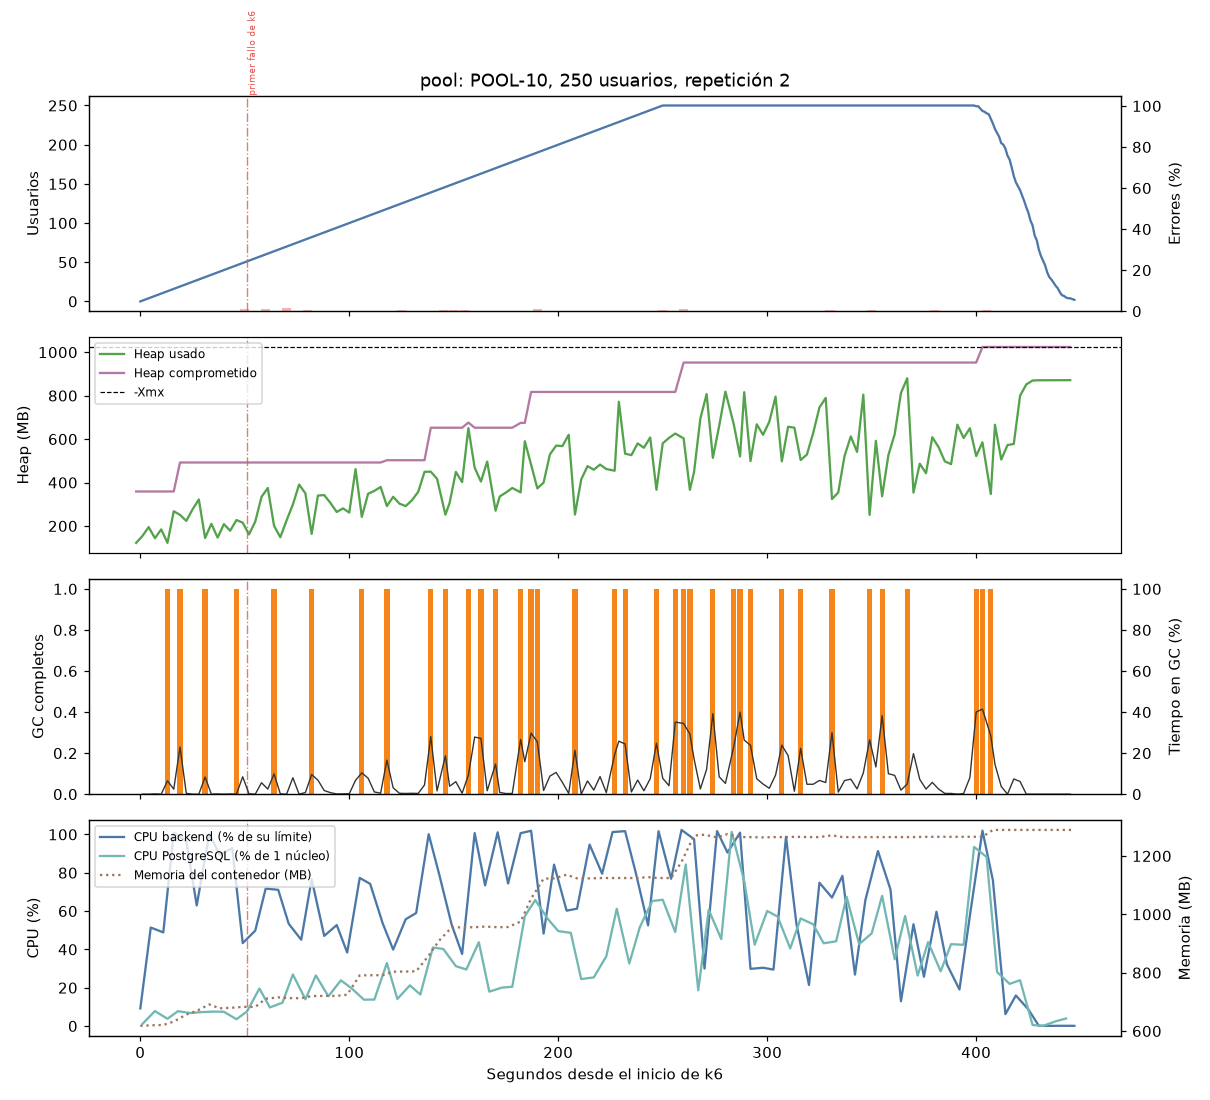 primer fallo de k6
pool: POOL-10, 250 usuarios, repetición 2
250
200
150
100
50
0
Usuarios
100
80
60
40
20
0
Errores (%)
Heap usado
Heap comprometido
-Xmx
1000
800
600
400
200
Heap (MB)
1.0
0.8
0.6
0.4
0.2
0.0
GC completos
100
80
60
40
20
0
Tiempo en GC (%)
CPU backend (% de su límite)
CPU PostgreSQL (% de 1 núcleo)
Memoria del contenedor (MB)
100
80
60
40
20
0
CPU (%)
1200
1000
800
600
Memoria (MB)
0 100 200 300 400
Segundos desde el inicio de k6